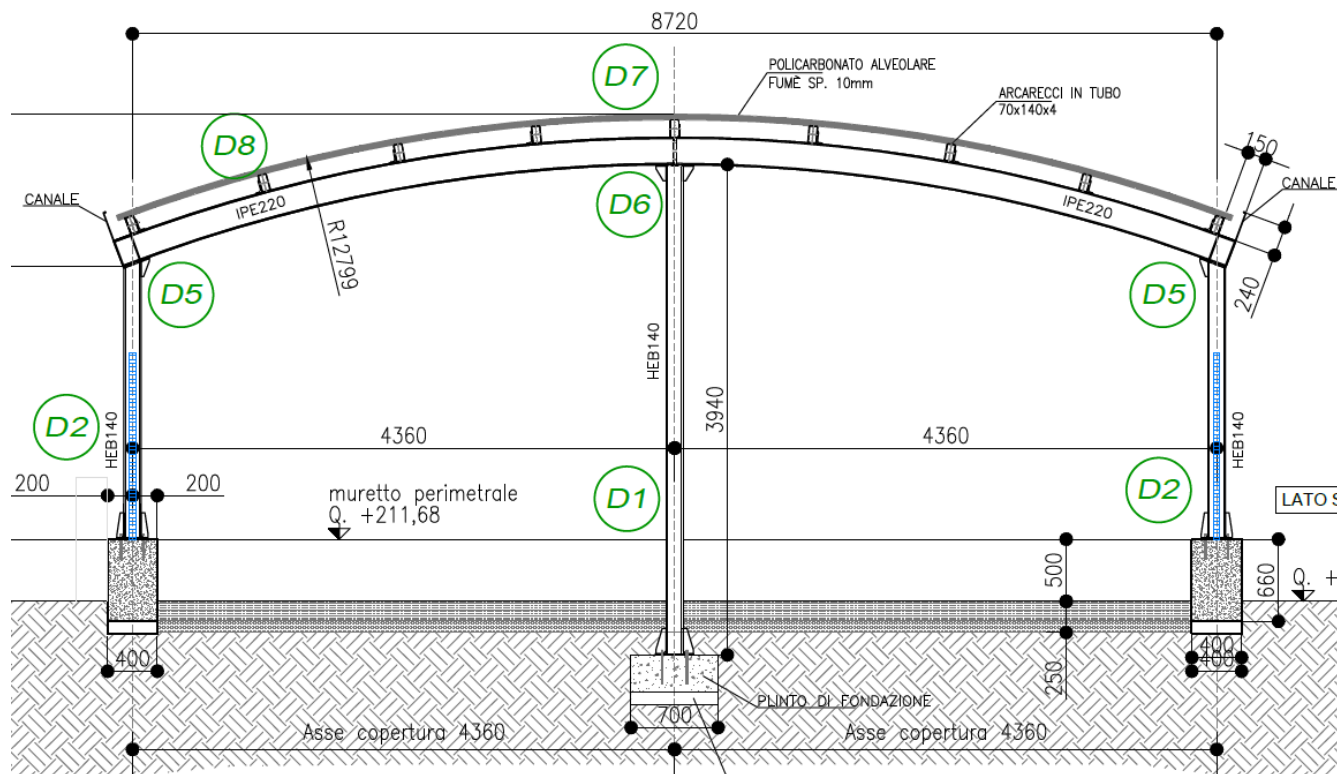 8720
D7
POLICARBONATO ALVEOLARE
FUMÈ SP. 10mm
ARCARECCI IN TUBO
70x140x4
D8
150
CANALE
CANALE
IPE220
IPE220
D6
R12799
D5
D5
240
HEB140
3940
D2
HEB140
4360
4360
HEB140
200
200
muretto perimetrale
Q. +211,68
D1
D2
LATO S
500
660
Q. +
400
400
400
250
PLINTO DI FONDAZIONE
700
Asse copertura 4360
Asse copertura 4360